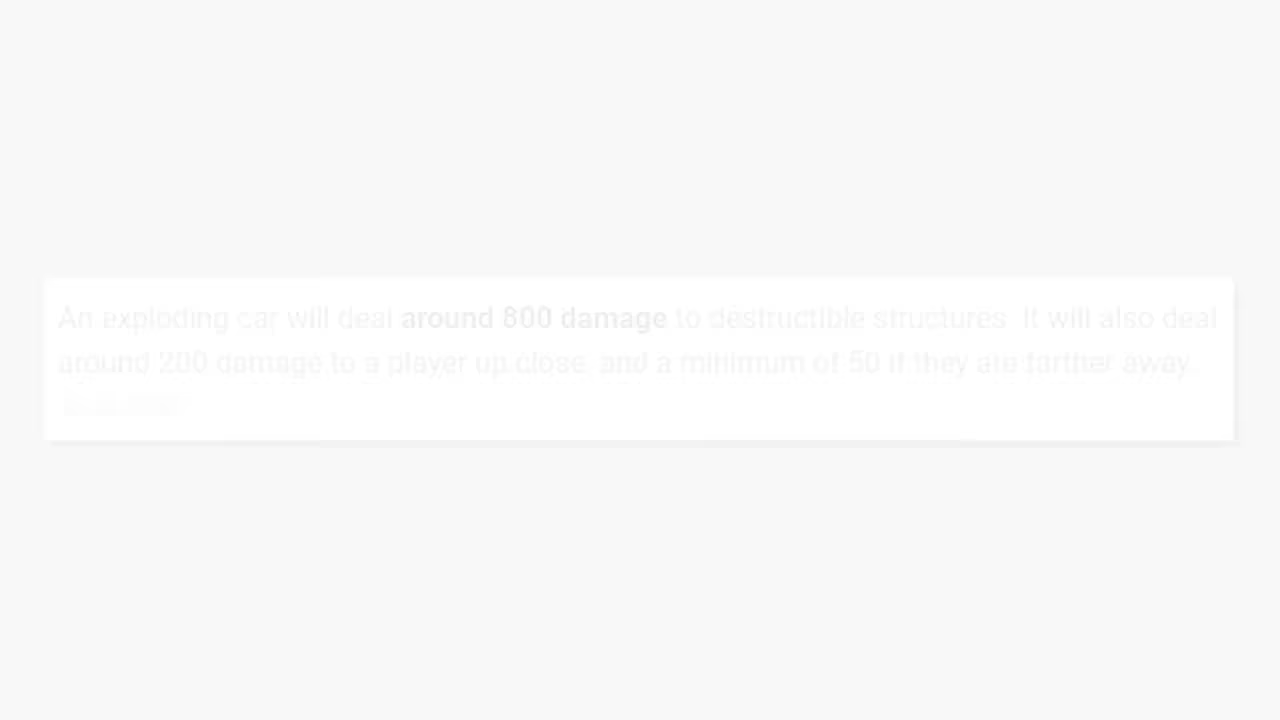 An exploding car will deal around 800 damage to destructible structures. It will also deal
around 200 damage to a player up close, and a minimum of 50 if they are farther away.